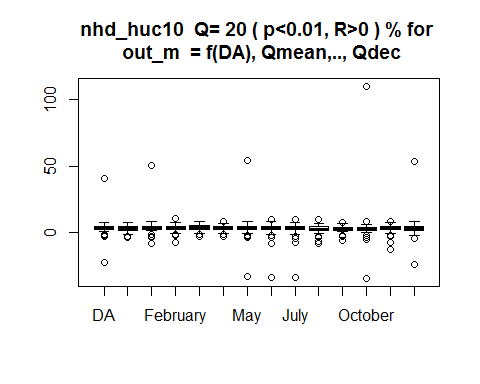 nhd_huc10 Q= 20 ( p<0.01, R>0 ) % for
out_m = f(DA), Qmean,.., Qdec
100
50
0
DA February May July October